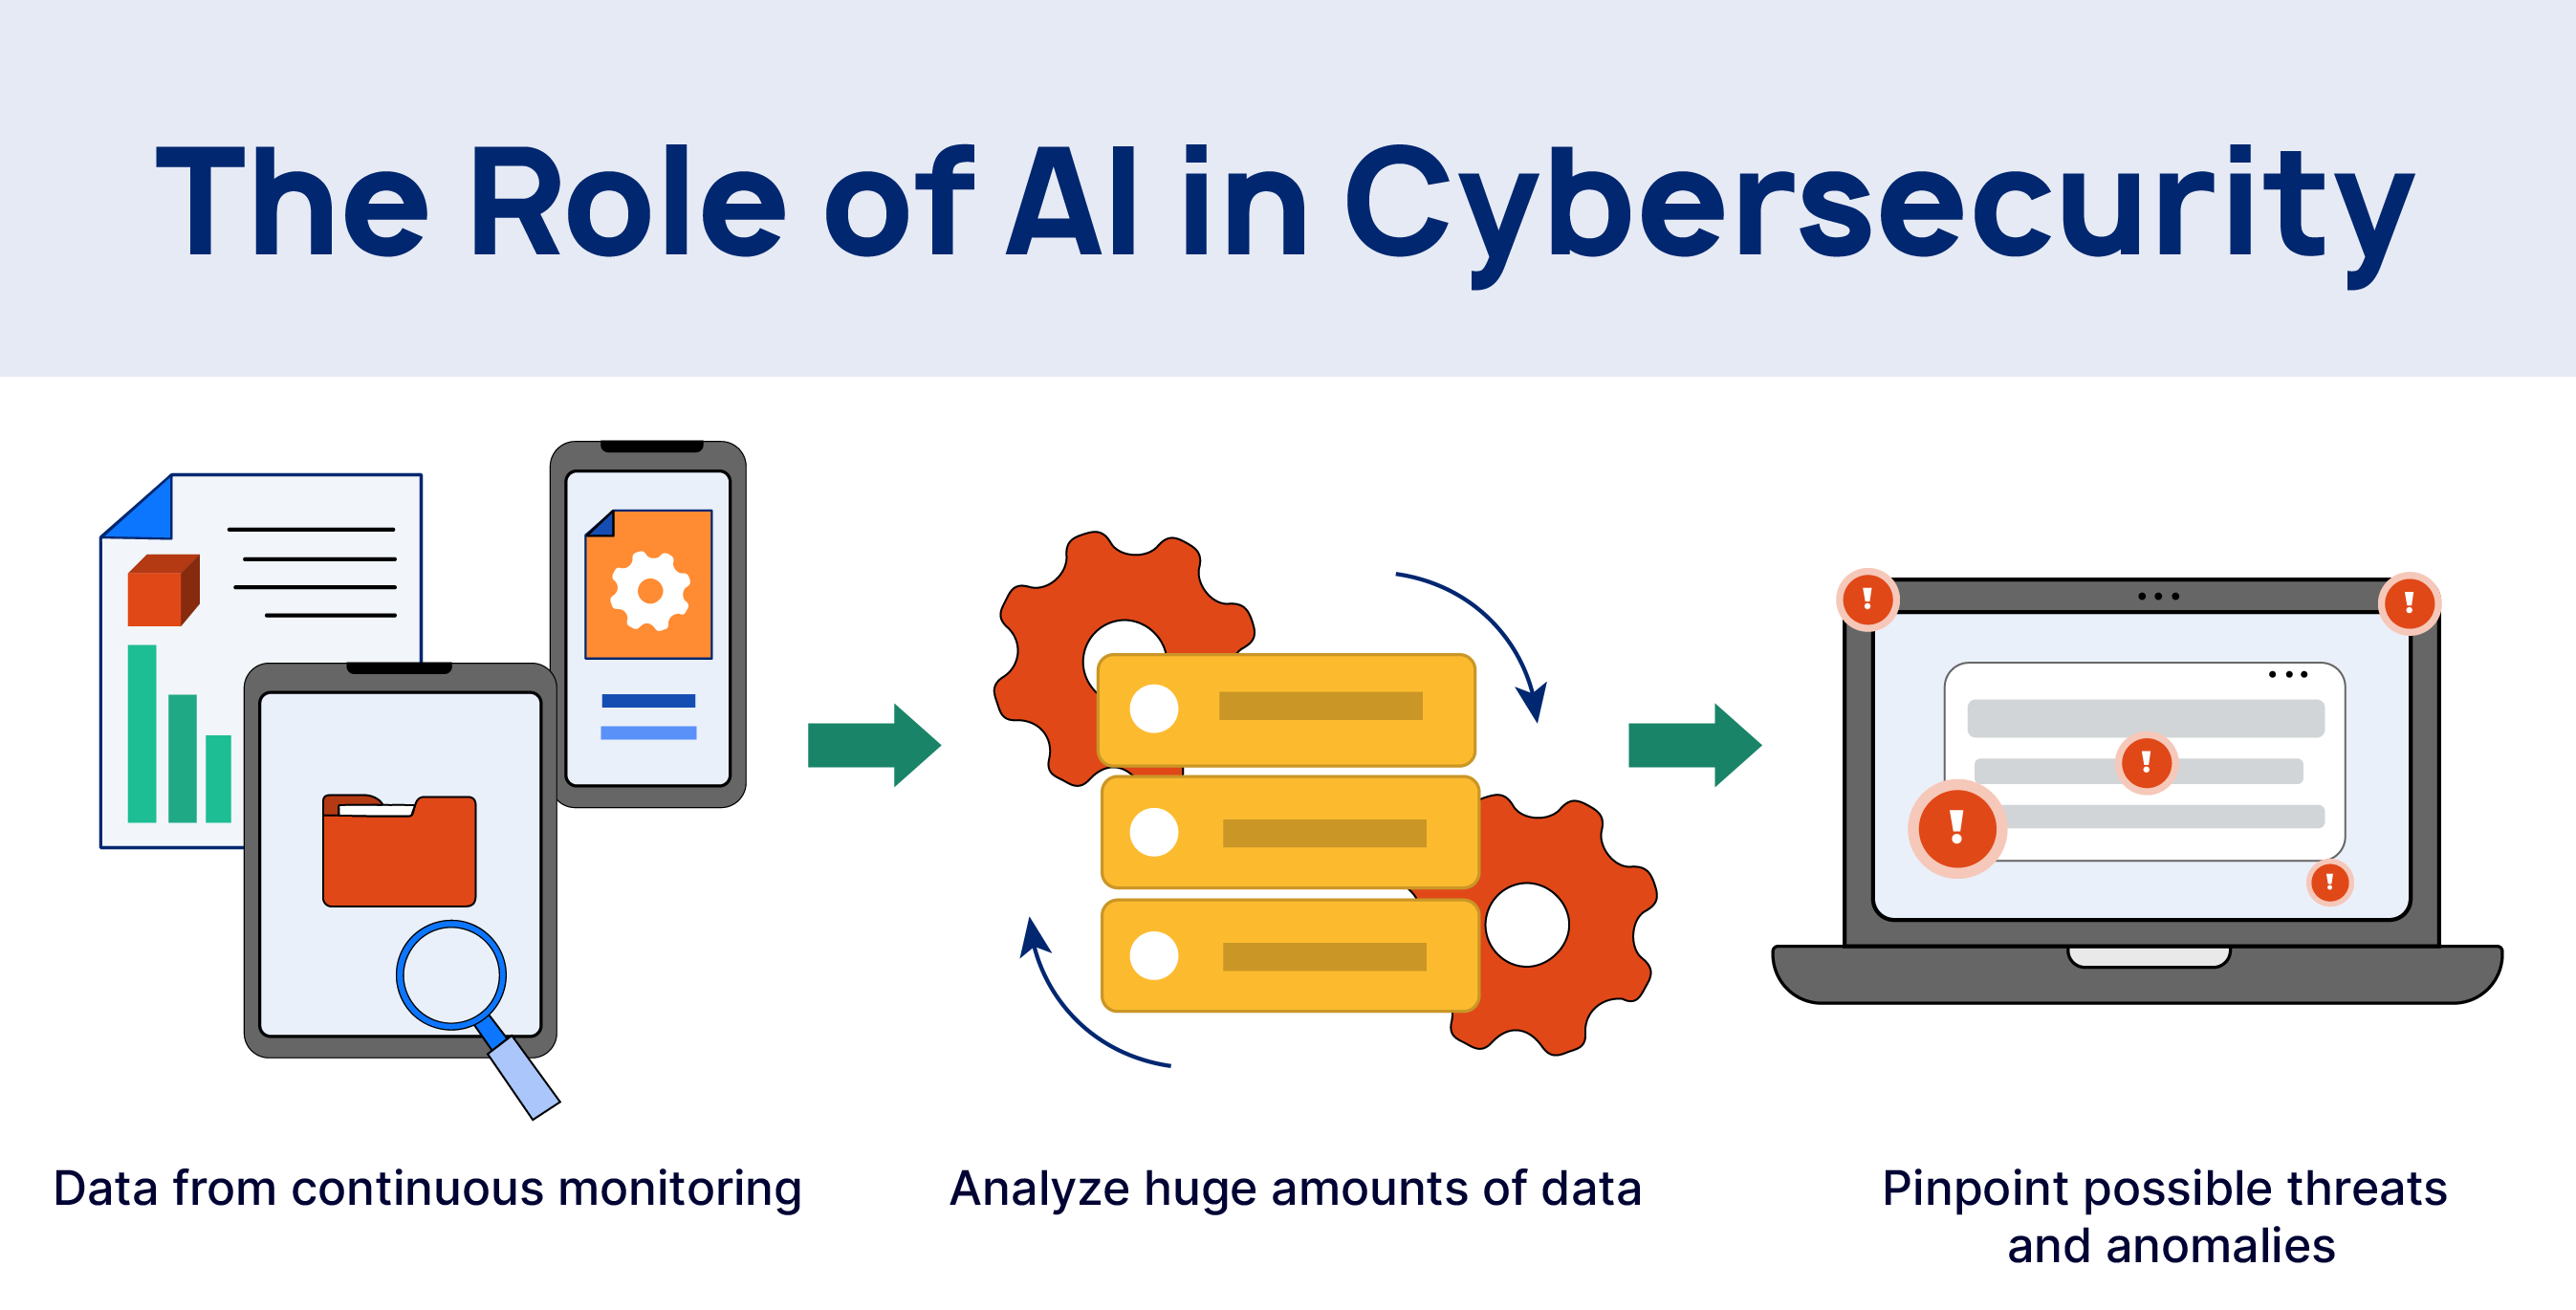 The Role of AI in Cybersecurity
Data from continuous monitoring
Analyze huge amounts of data
Pinpoint possible threats
and anomalies